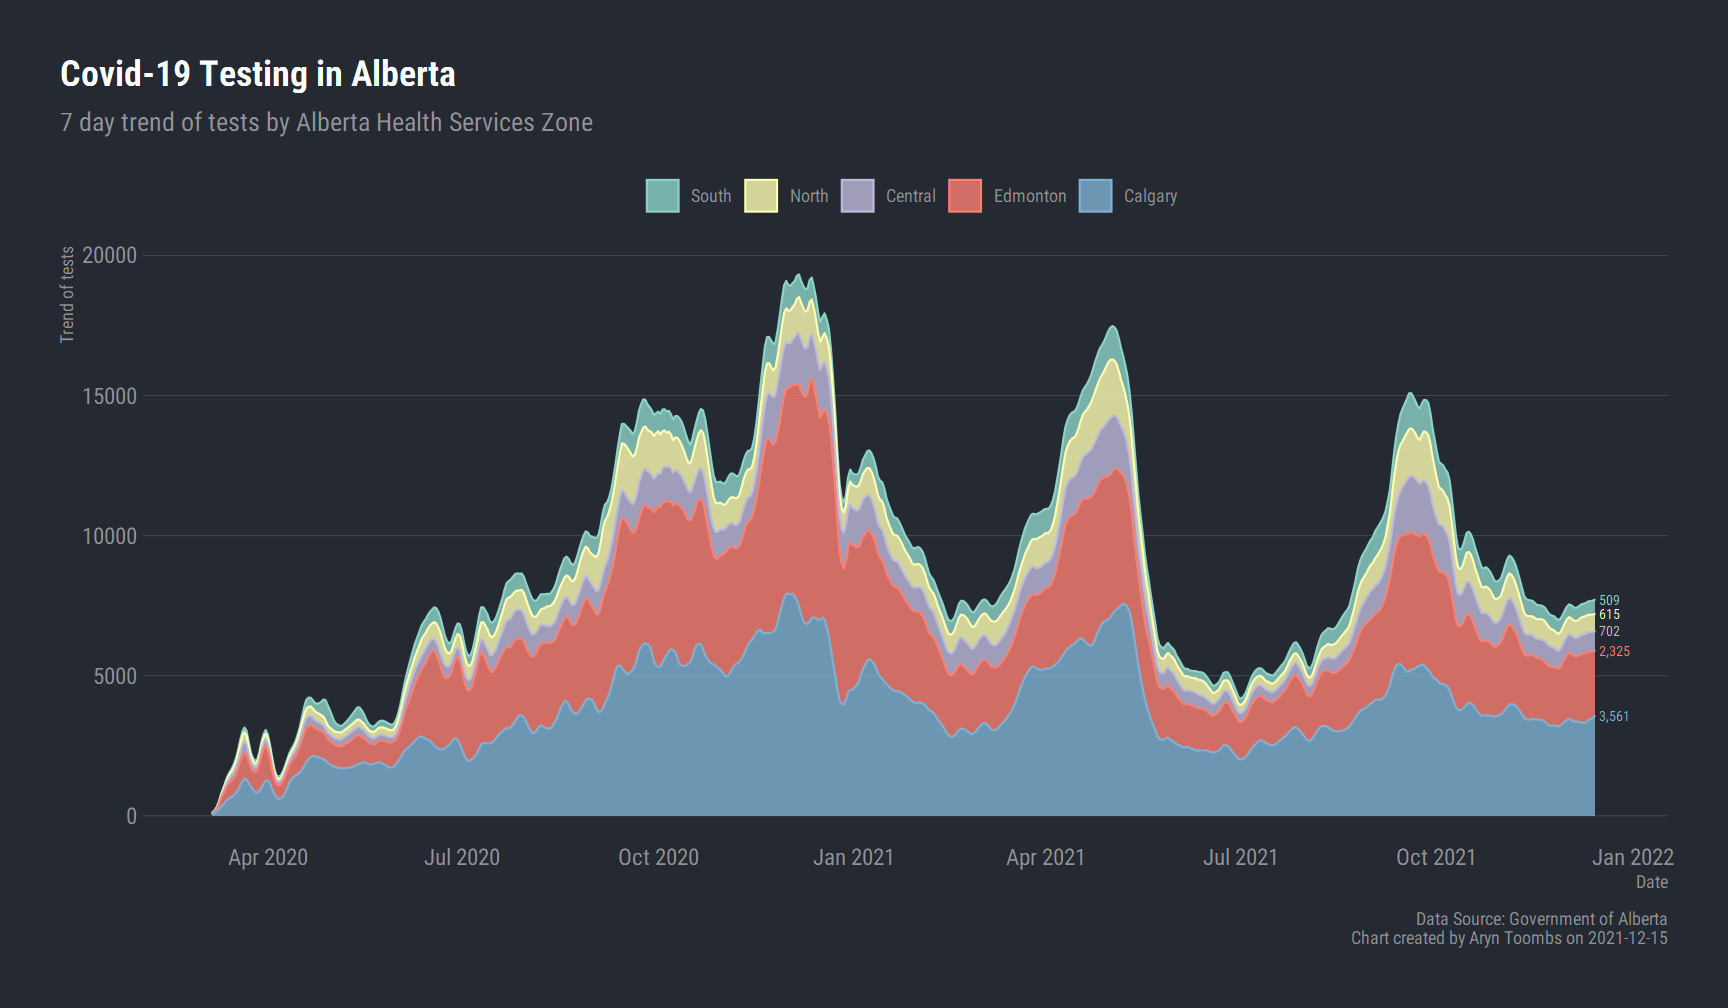 Covid-19 Testing in Alberta
7 day trend of tests by Alberta Health Services Zone
South North Central Edmonton Calgary
Trend of tests
20000
15000
10000
5000
0
509
615
702
2,325
3,561
Apr 2020 Jul 2020 Oct 2020 Jan 2021 Apr 2021 Jul 2021 Oct 2021 Jan 2022
Date
Data Source: Government of Alberta
Chart created by Aryn Toombs on 2021-12-15